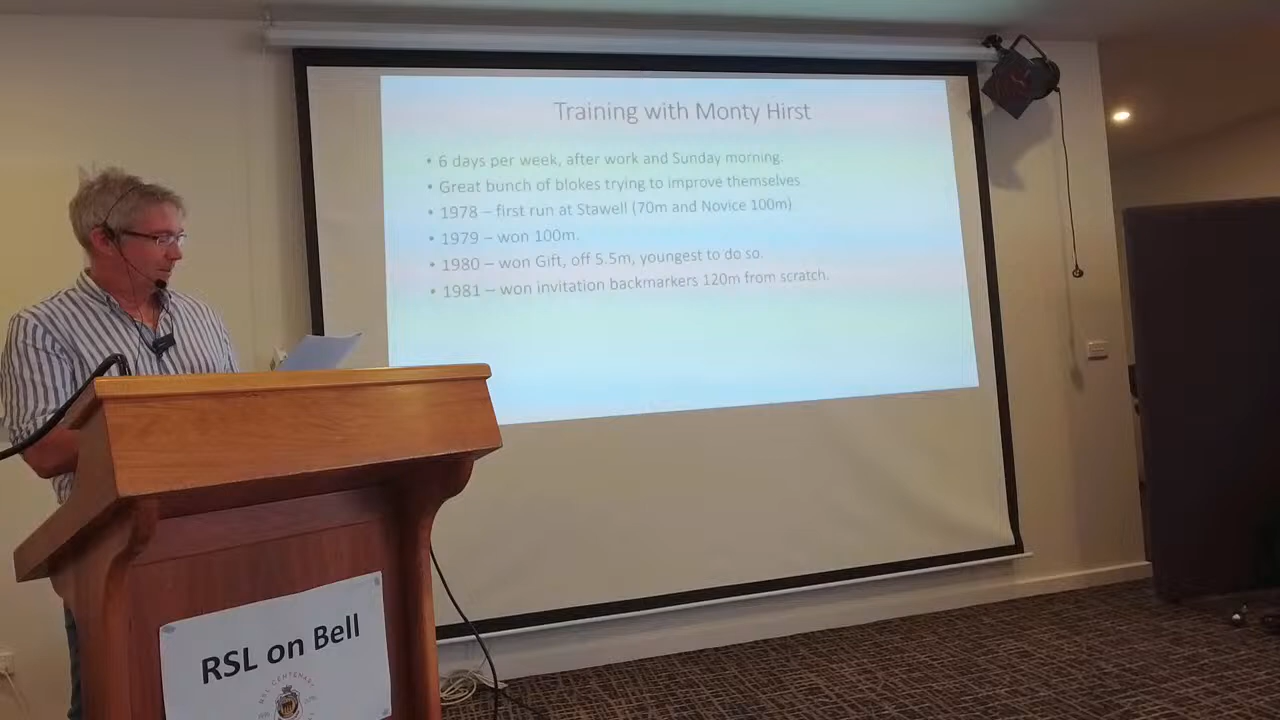 Training with Monty Hirst
• 6 days per week, after work and Sunday morning.
• Great bunch of blokes trying to improve themselves
• 1978 – first run at Stawell (70m and Novice 100m)
• 1979 – won 100m.
• 1980 – won Gift, off 5.5m, youngest to do so.
• 1981 – won invitation backmarkers 120m from scratch.
RSL on Bell
RSL CENTENARY